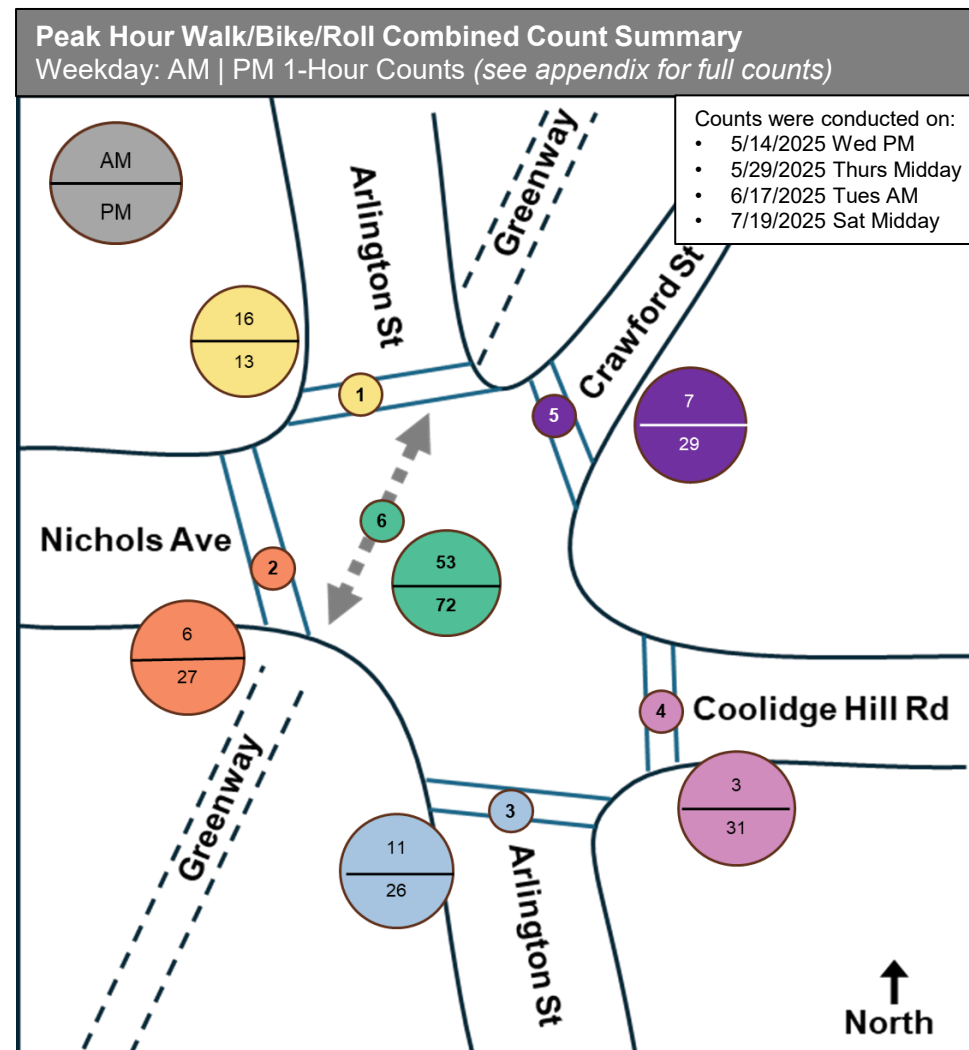 Peak Hour Walk/Bike/Roll Combined Count Summary
Weekday: AM | PM 1-Hour Counts (see appendix for full counts)
Counts were conducted on:
• 5/14/2025 Wed PM
• 5/29/2025 Thurs Midday
• 6/17/2025 Tues AM
• 7/19/2025 Sat Midday
AM
PM
Arlington St
Greenway
Crawford St
16
13
1
5
7
29
Nichols Ave
6
2
53
72
6
27
4
Coolidge Hill Rd
Greenway
3
3
31
11
26
Arlington St
North